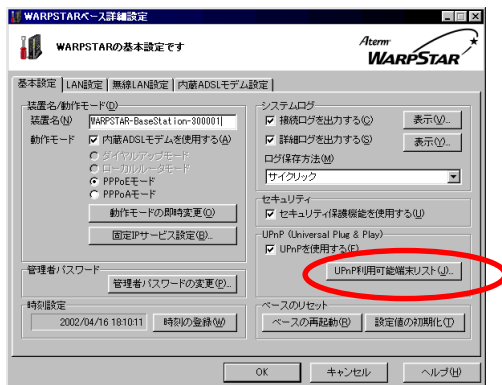 WARPSTARベース詳細設定
WARPSTARの基本設定です
Aterm
WARPSTAR
基本設定 LAN設定 無線LAN設定 内蔵ADSLモデム設定
装置名/動作モード(D)
装置名(N) WARPSTAR-BaseStation-300001
動作モード 内蔵ADSLモデムを使用する(A)
ダイヤルアップモード
ローカルルータモード
PPPoEモード
PPPoAモード
動作モードの即時変更(O)
固定IPサービス設定(B)...
管理者パスワード
管理者パスワードの変更(P)...
時刻設定
2002/04/16 18:10:11 時刻の登録(W)
システムログ
接続ログを出力する(C) 表示(V)...
詳細ログを出力する(S) 表示(Y)...
ログ保存方法(M)
サイクリック
セキュリティ
セキュリティ保護機能を使用する(U)
UPnP (Universal Plug & Play)
UPnPを使用する(E)
UPnP利用可能端末リスト(J)...
ベースのリセット
ベースの再起動(R) 設定値の初期化(T)
OK キャンセル ヘルプ(H)